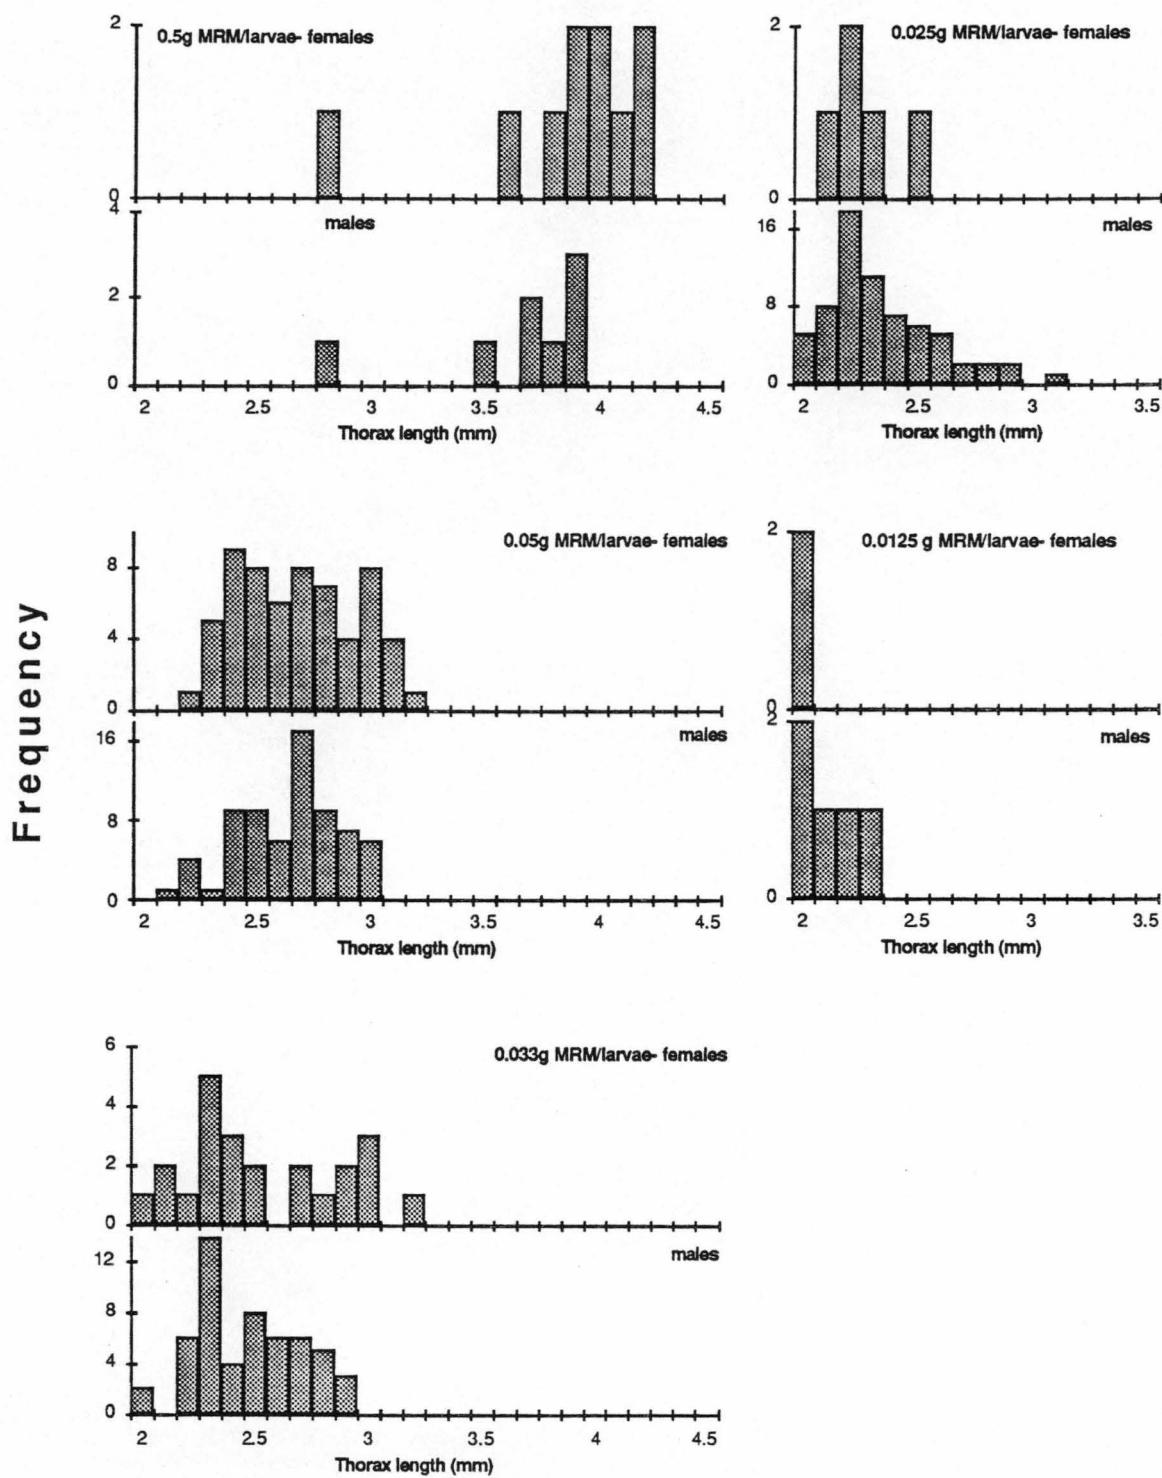 Frequency
2
0.5g MRM/larvae- females
0
4
males
2
0
2 2.5 3 3.5 4 4.5
Thorax length (mm)
2
0.025g MRM/larvae- females
0
16
males
8
0
2 2.5 3 3.5
Thorax length (mm)
0.05g MRM/larvae- females
8
4
0
16
males
8
0
2 2.5 3 3.5 4 4.5
Thorax length (mm)
2
0.0125 g MRM/larvae- females
0
2
males
0
2 2.5 3 3.5
Thorax length (mm)
6
0.033g MRM/larvae- females
4
2
0
12
males
8
4
0
2 2.5 3 3.5 4 4.5
Thorax length (mm)